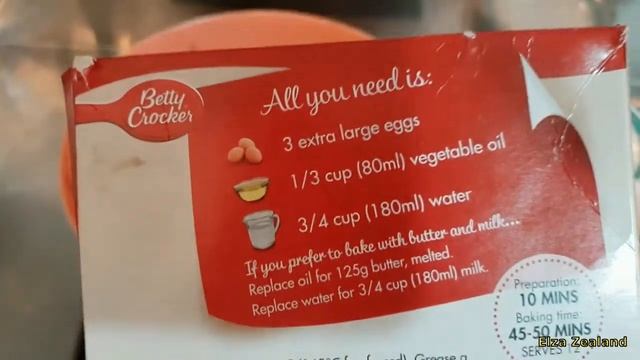 Betty
Crocker
All you need is:
3 extra large eggs
1/3 cup (80ml) vegetable oil
3/4 cup (180ml) water
If you prefer to bake with butter and milk...
Replace oil for 125g butter, melted.
Replace water for 3/4 cup (180ml) milk.
Preparation:
10 MINS
Baking time:
45-50 MINS
SERVES 12
Grease a
Elza Zealand